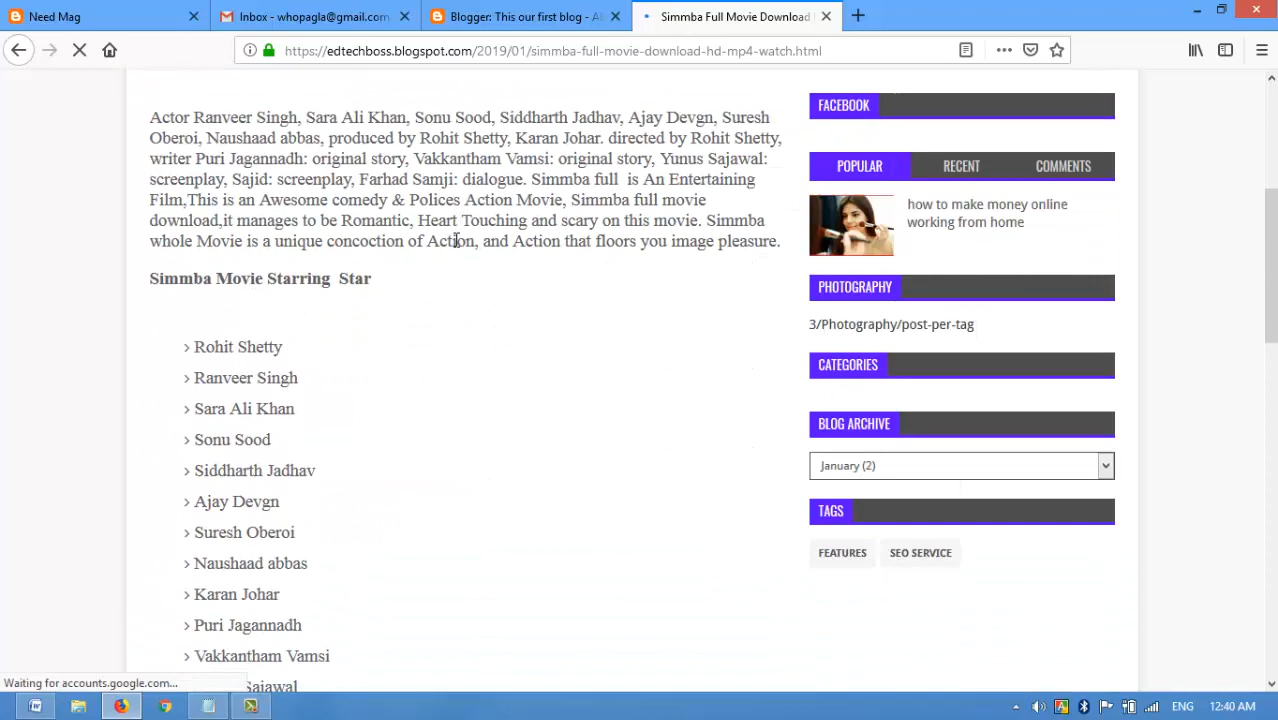 Need Mag
Inbox - whopagla@gmail.com
Blogger: This our first blog - Al
Simmba Full Movie Download
https://edtechboss.blogspot.com/2019/01/simmba-full-movie-download-hd-mp4-watch.html
Actor Ranveer Singh, Sara Ali Khan, Sonu Sood, Siddharth Jadhav, Ajay Devgn, Suresh
Oberoi, Naushaad abbas, produced by Rohit Shetty, Karan Johar. directed by Rohit Shetty,
writer Puri Jagannadh: original story, Vakkantham Vamsi: original story, Yunus Sajawal:
screenplay, Sajid: screenplay, Farhad Samji: dialogue. Simmba full  is An Entertaining
Film,This is an Awesome comedy & Polices Action Movie, Simmba full movie
download,it manages to be Romantic, Heart Touching and scary on this movie. Simmba
whole Movie is a unique concoction of Action, and Action that floors you image pleasure.
Simmba Movie Starring  Star
› Rohit Shetty
› Ranveer Singh
› Sara Ali Khan
› Sonu Sood
› Siddharth Jadhav
› Ajay Devgn
› Suresh Oberoi
› Naushaad abbas
› Karan Johar
› Puri Jagannadh
› Vakkantham Vamsi
Sajawal
FACEBOOK
POPULAR
RECENT
COMMENTS
how to make money online
working from home
PHOTOGRAPHY
3/Photography/post-per-tag
CATEGORIES
BLOG ARCHIVE
January (2)
TAGS
FEATURES
SEO SERVICE
Waiting for accounts.google.com...
ENG
12:40 AM